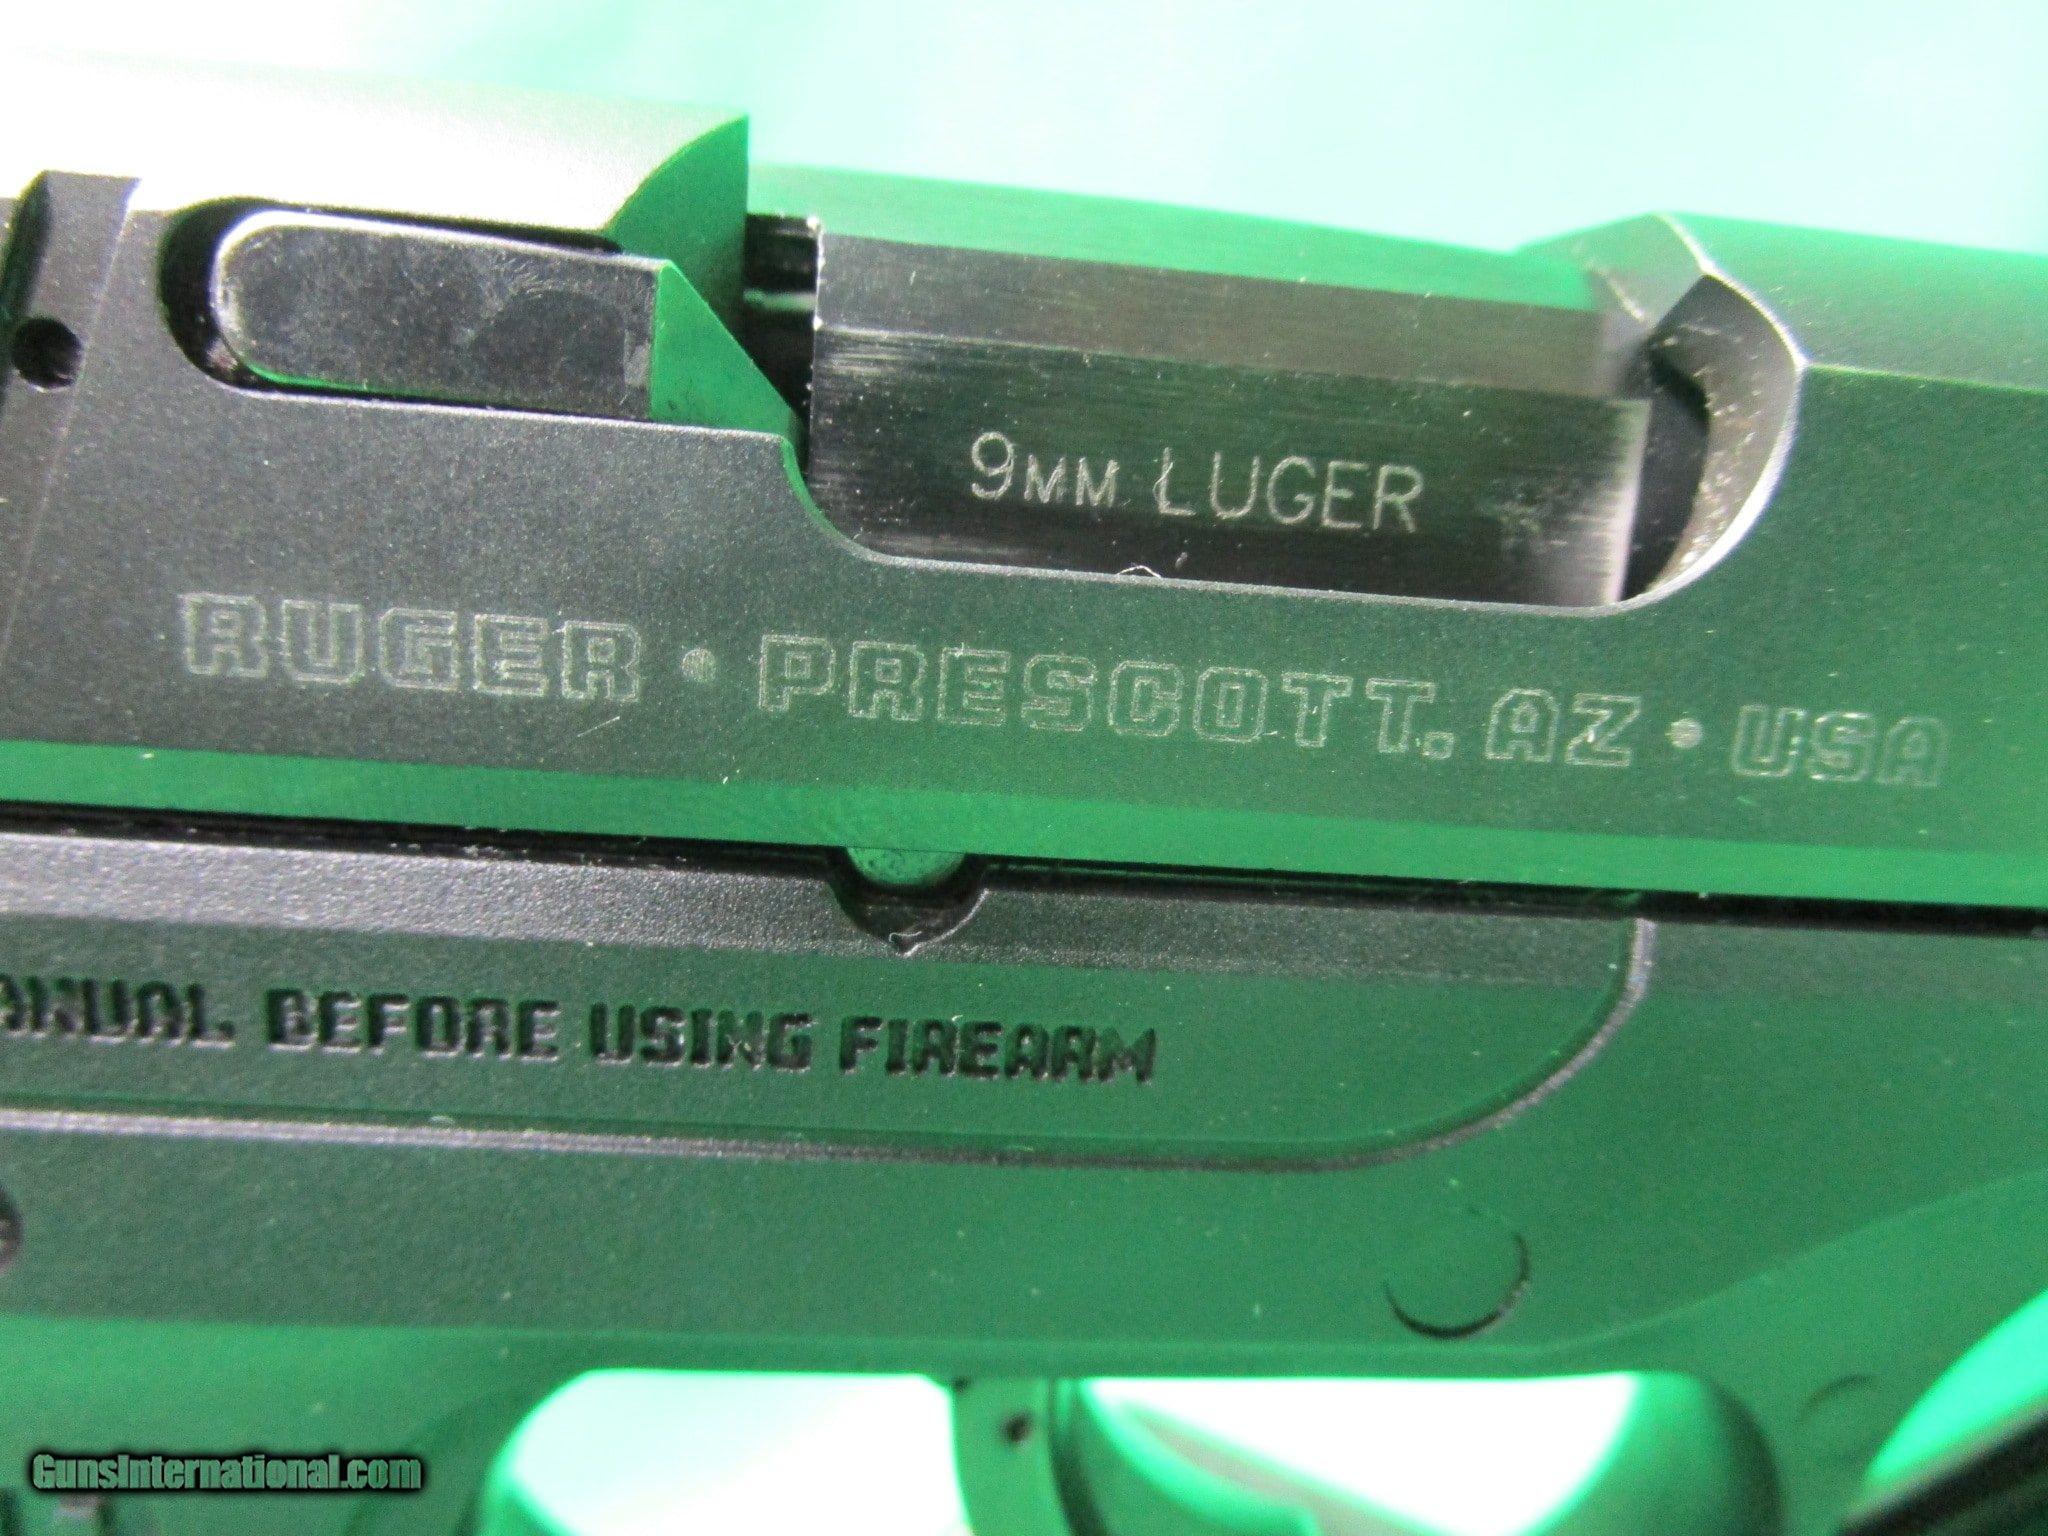 9MM LUGER
RUGER • PRESCOTT, AZ • USA
ANUAL BEFORE USING FIREARM
GunsInternational.com